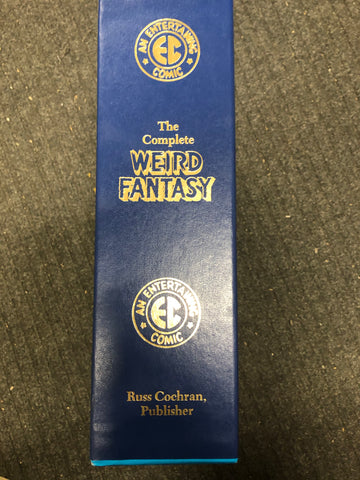 AN ENTERTAINING
EC
COMIC
The
Complete
WEIRD
FANTASY
AN ENTERTAINING
EC
COMIC
Russ Cochran,
Publisher